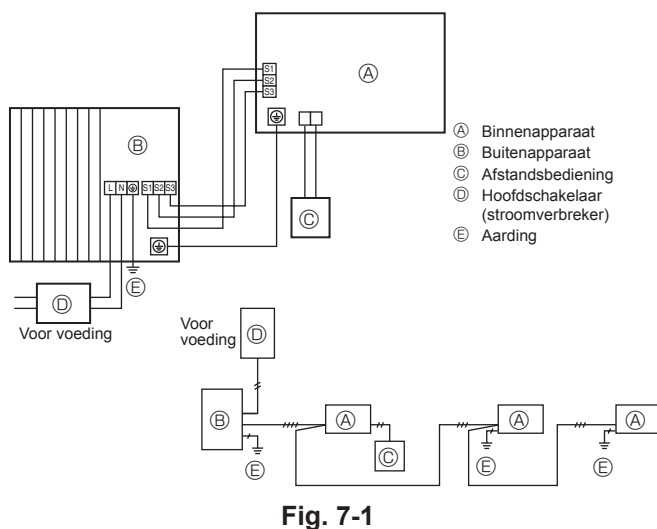 S1
S2
S3
Ⓐ
Ⓑ
L N S1 S2 S3
Ⓒ
Ⓔ
Ⓓ
Voor voeding
Ⓐ Binnenapparaat
Ⓑ Buitenapparaat
Ⓒ Afstandsbediening
Ⓓ Hoofdschakelaar
(stroomverbreker)
Ⓔ Aarding
Voor
voeding
Ⓓ
Ⓑ
Ⓐ
Ⓐ
Ⓐ
Ⓒ
Ⓔ
Ⓔ
Ⓔ
Fig. 7-1